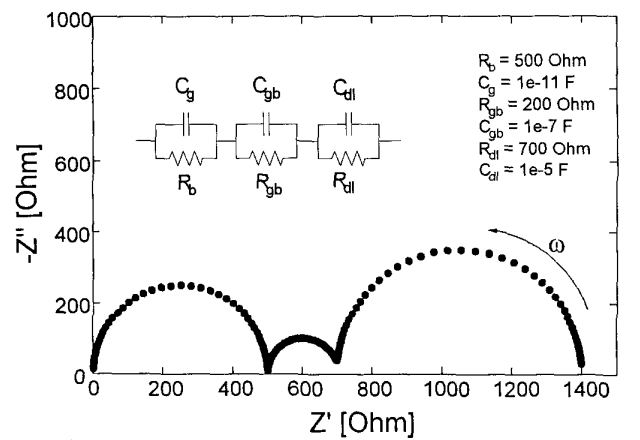 1000
800
600
400
200
0
-Z'' [Ohm]
C_g C_gb C_dl
R_b R_gb R_dl
R_b = 500 Ohm
C_g = 1e-11 F
R_gb = 200 Ohm
C_gb = 1e-7 F
R_dl = 700 Ohm
C_dl = 1e-5 F
ω
0 200 400 600 800 1000 1200 1400
Z' [Ohm]